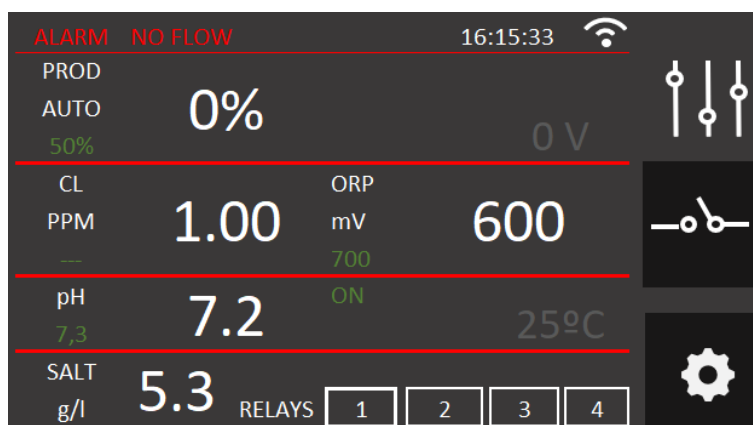 ALARM NO FLOW 16:15:33
PROD
AUTO 0%
50% 0 V
CL ORP
PPM 1.00 mV 600
--- 700
pH 7.2 ON
7,3 25ºC
SALT 5.3
g/l RELAYS 1 2 3 4